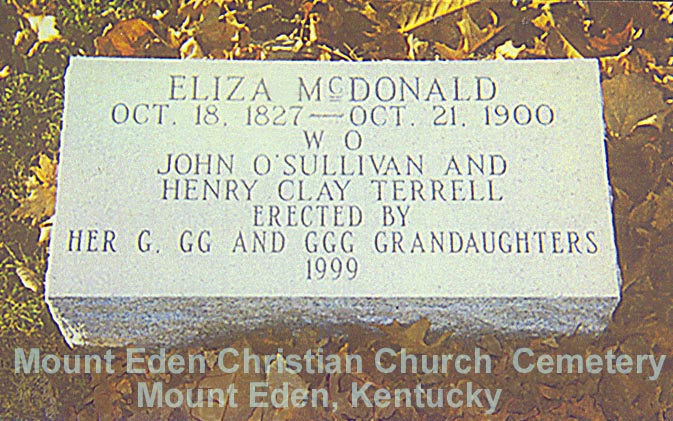 ELIZA McDONALD
OCT. 18. 1827—OCT. 21. 1900
W O
JOHN O'SULLIVAN AND
HENRY CLAY TERRELL
ERECTED BY
HER G. GG AND GGG GRANDAUGHTERS
1999
Mount Eden Christian Church Cemetery
Mount Eden, Kentucky